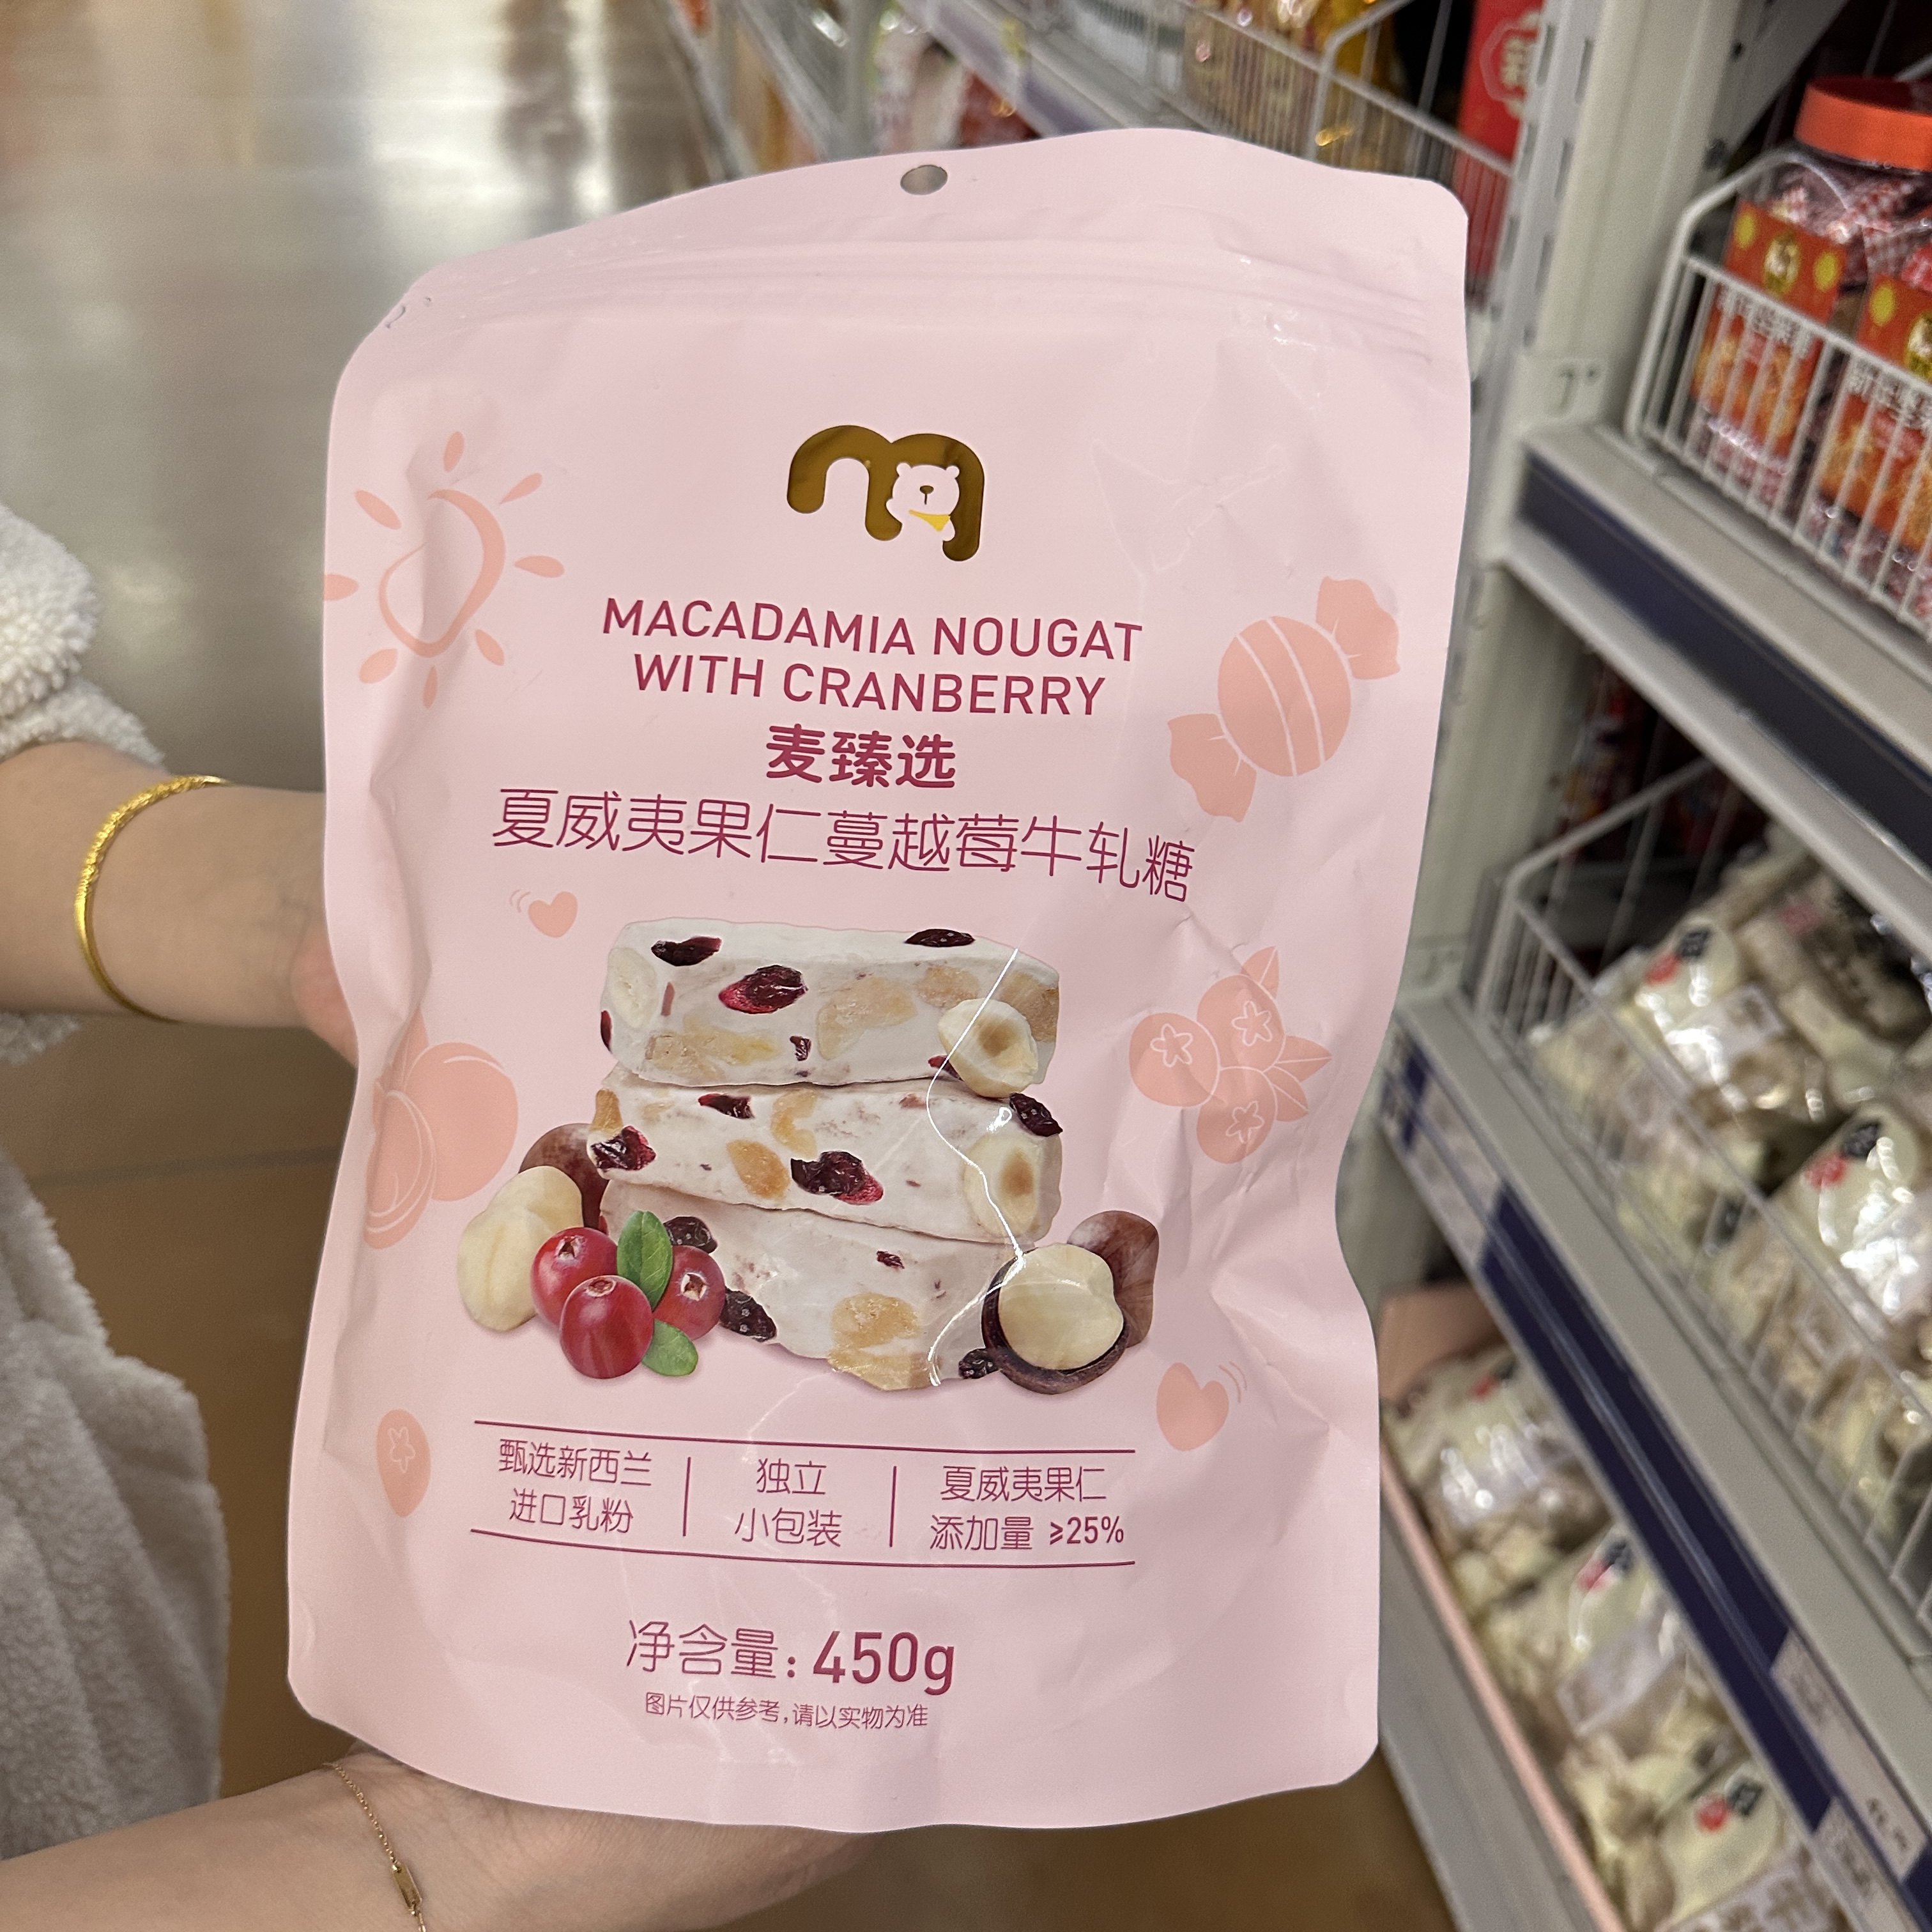 MACADAMIA NOUGAT
WITH CRANBERRY
麦臻选
夏威夷果仁蔓越莓牛轧糖
甄选新西兰
进口乳粉
独立
小包装
夏威夷果仁
添加量 ≥25%
净含量: 450g
图片仅供参考,请以实物为准